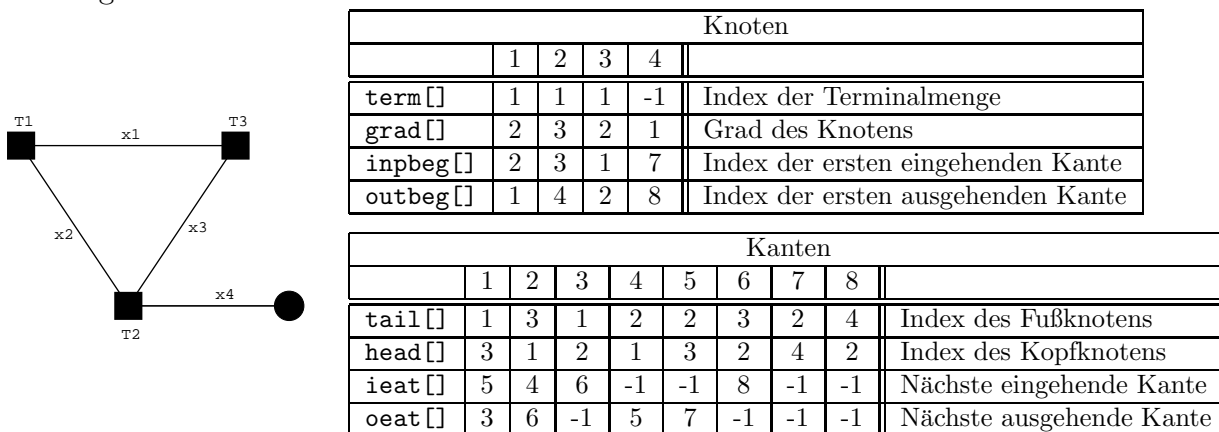 T1
x1
T3
x2
x3
x4
T2
Knoten
1 2 3 4
term[] 1 1 1 -1 Index der Terminalmenge
grad[] 2 3 2 1 Grad des Knotens
inpbeg[] 2 3 1 7 Index der ersten eingehenden Kante
outbeg[] 1 4 2 8 Index der ersten ausgehenden Kante
Kanten
1 2 3 4 5 6 7 8
tail[] 1 3 1 2 2 3 2 4 Index des Fußknotens
head[] 3 1 2 1 3 2 4 2 Index des Kopfknotens
ieat[] 5 4 6 -1 -1 8 -1 -1 Nächste eingehende Kante
oeat[] 3 6 -1 5 7 -1 -1 -1 Nächste ausgehende Kante